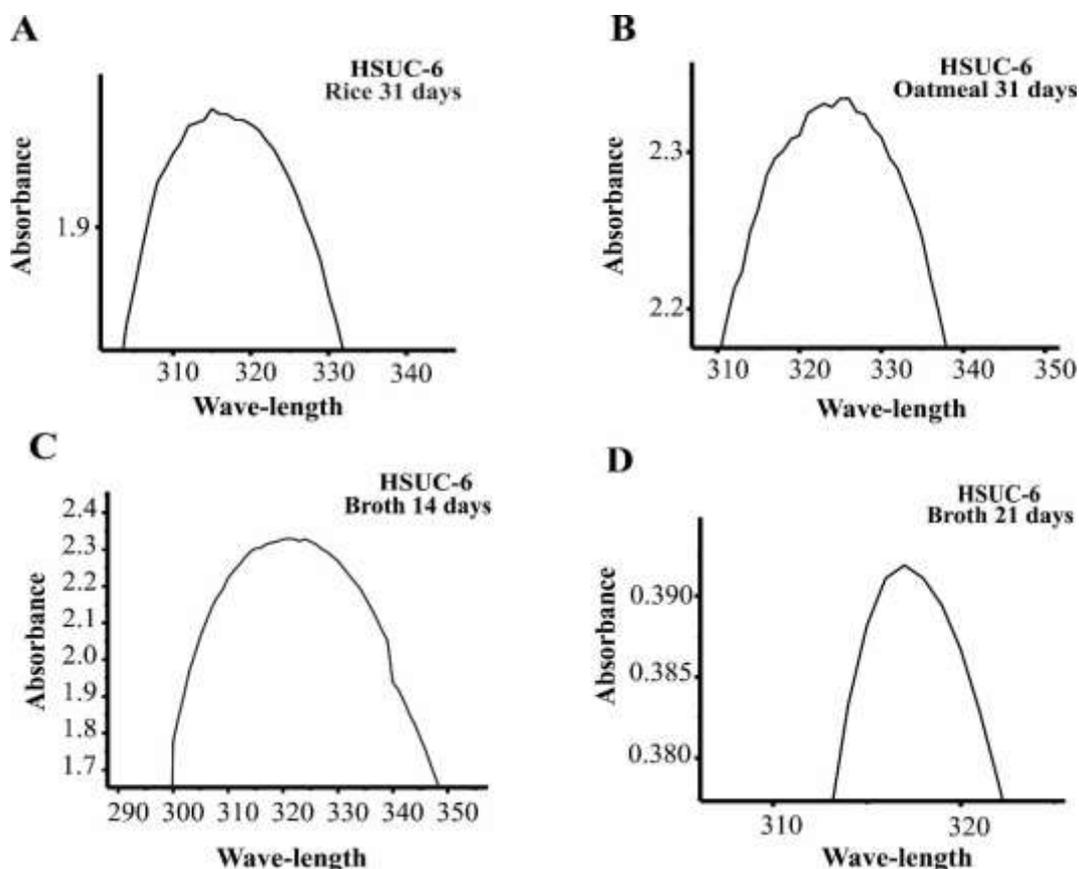 A
HSUC-6
Rice 31 days
Absorbance
1.9
310 320 330 340
Wave-length
B
HSUC-6
Oatmeal 31 days
Absorbance
2.3
2.2
310 320 330 340 350
Wave-length
C
HSUC-6
Broth 14 days
Absorbance
2.4
2.3
2.2
2.1
2.0
1.9
1.8
1.7
290 300 310 320 330 340 350
Wave-length
D
HSUC-6
Broth 21 days
Absorbance
0.390
0.385
0.380
310 320
Wave-length